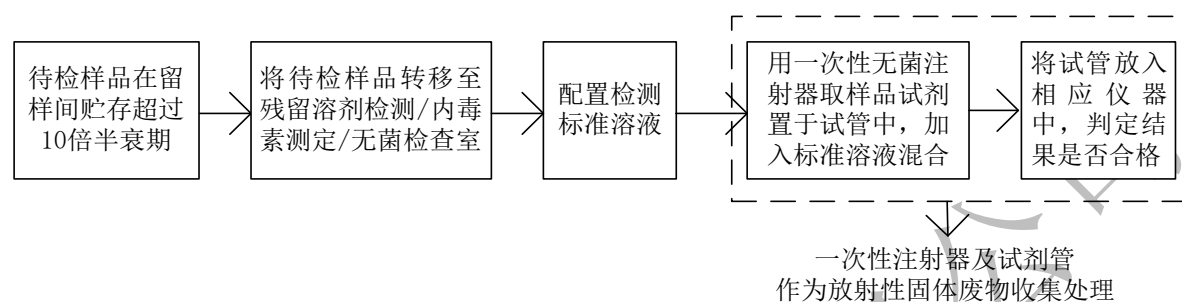 待检样品在留
样间贮存超过
10倍半衰期
将待检样品转移至
残留溶剂检测/内毒
素测定/无菌检查室
配置检测
标准溶液
用一次性无菌注
射器取样品试剂
置于试管中，加
入标准溶液混合
将试管放入
相应仪器
中，判定结
果是否合格
一次性注射器及试剂管
作为放射性固体废物收集处理